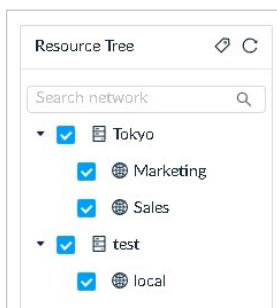 Resource Tree
Search network
Tokyo
Marketing
Sales
test
local